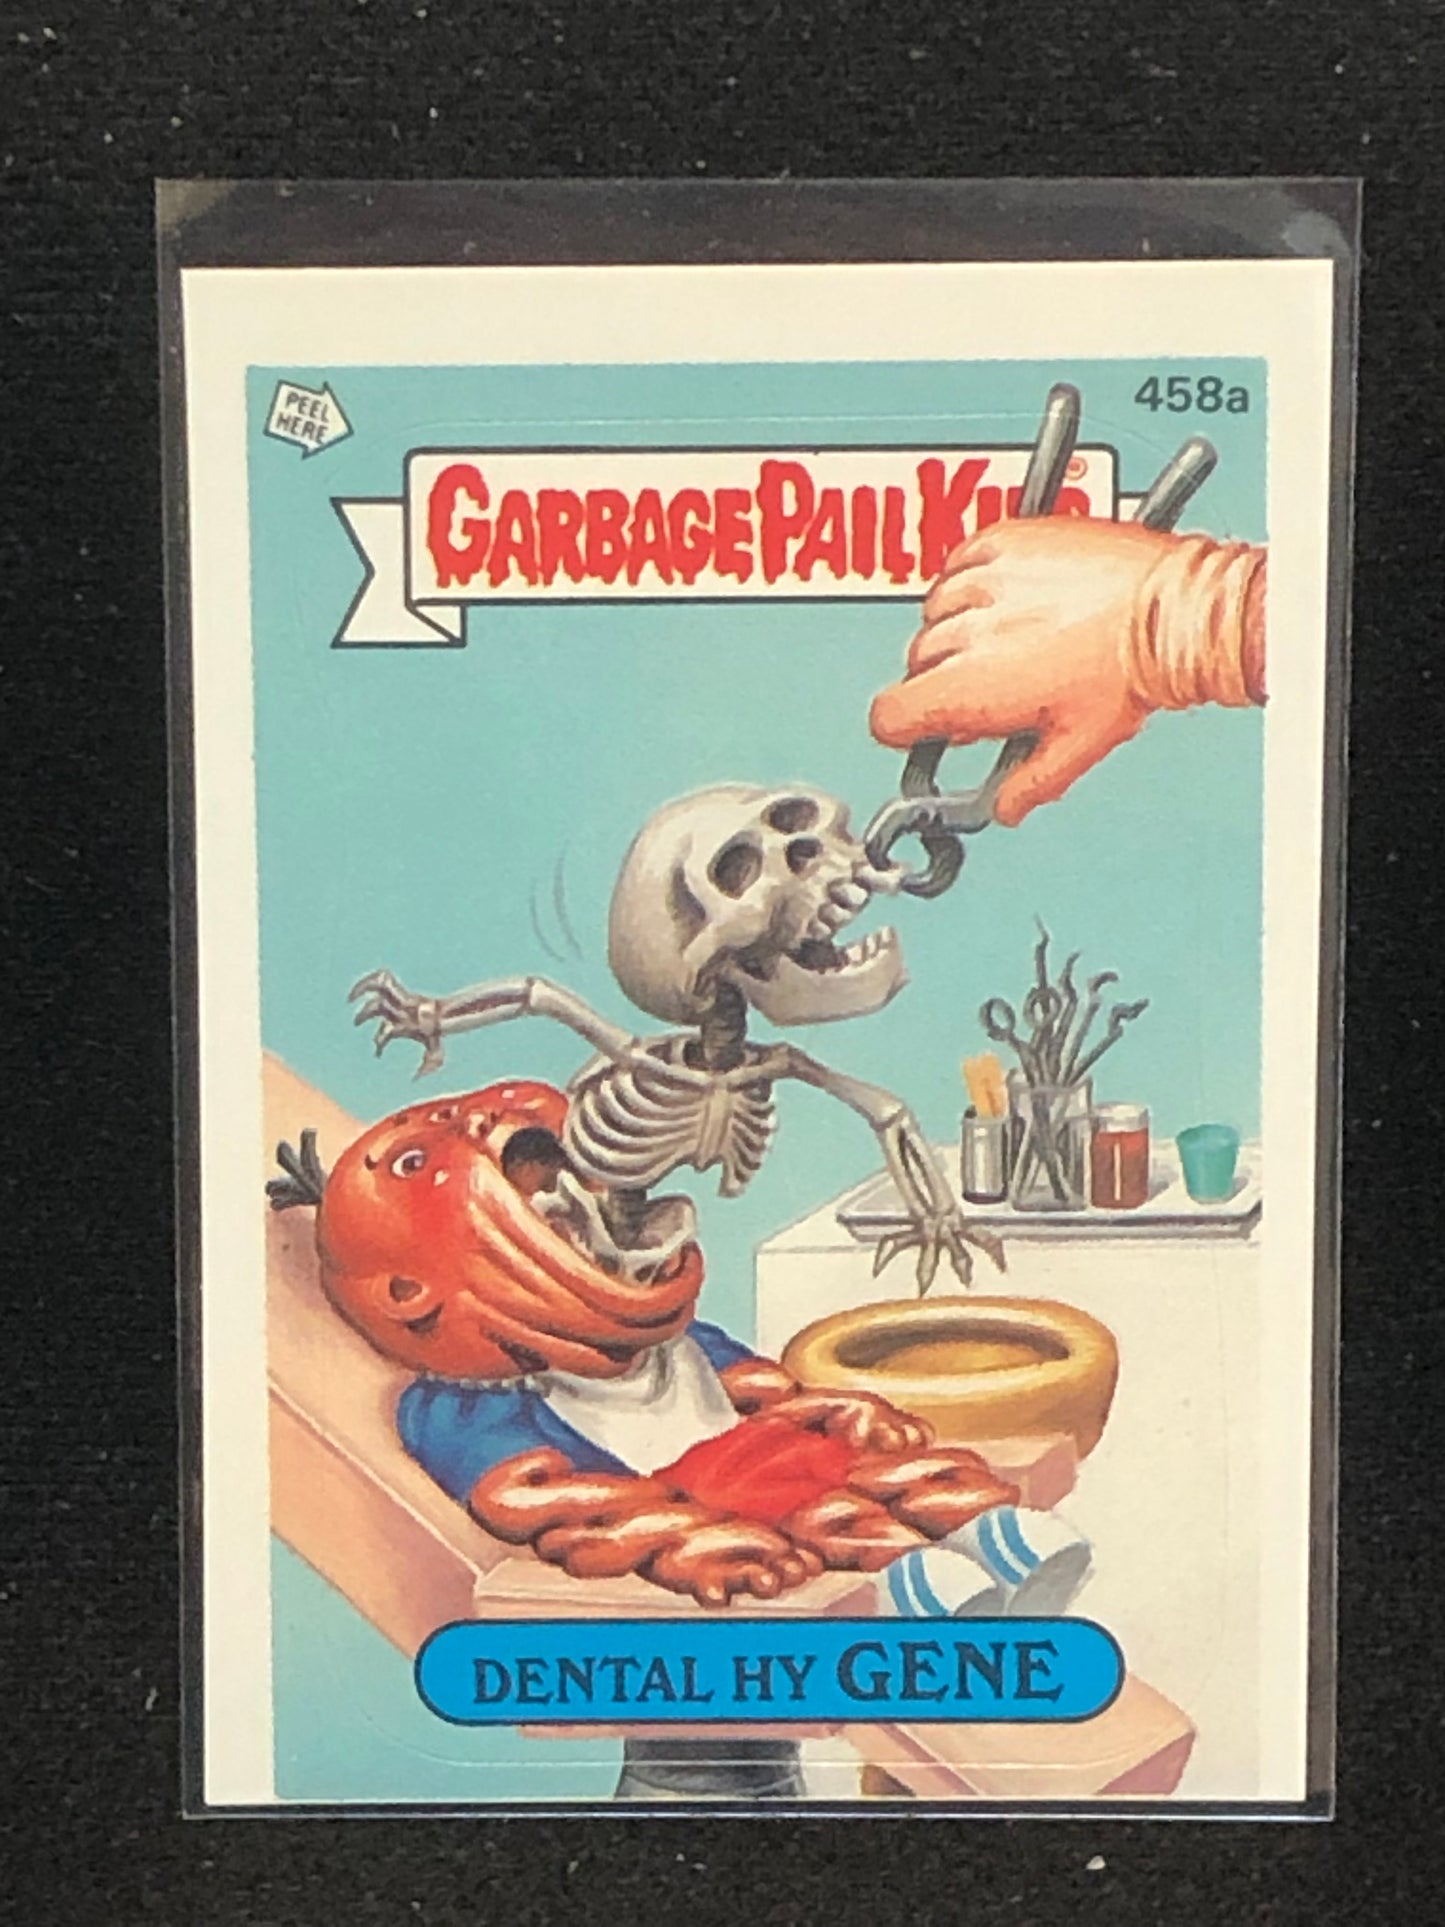 PEEL
HERE
458a
GARBAGE PAIL KIDS
DENTAL HY GENE